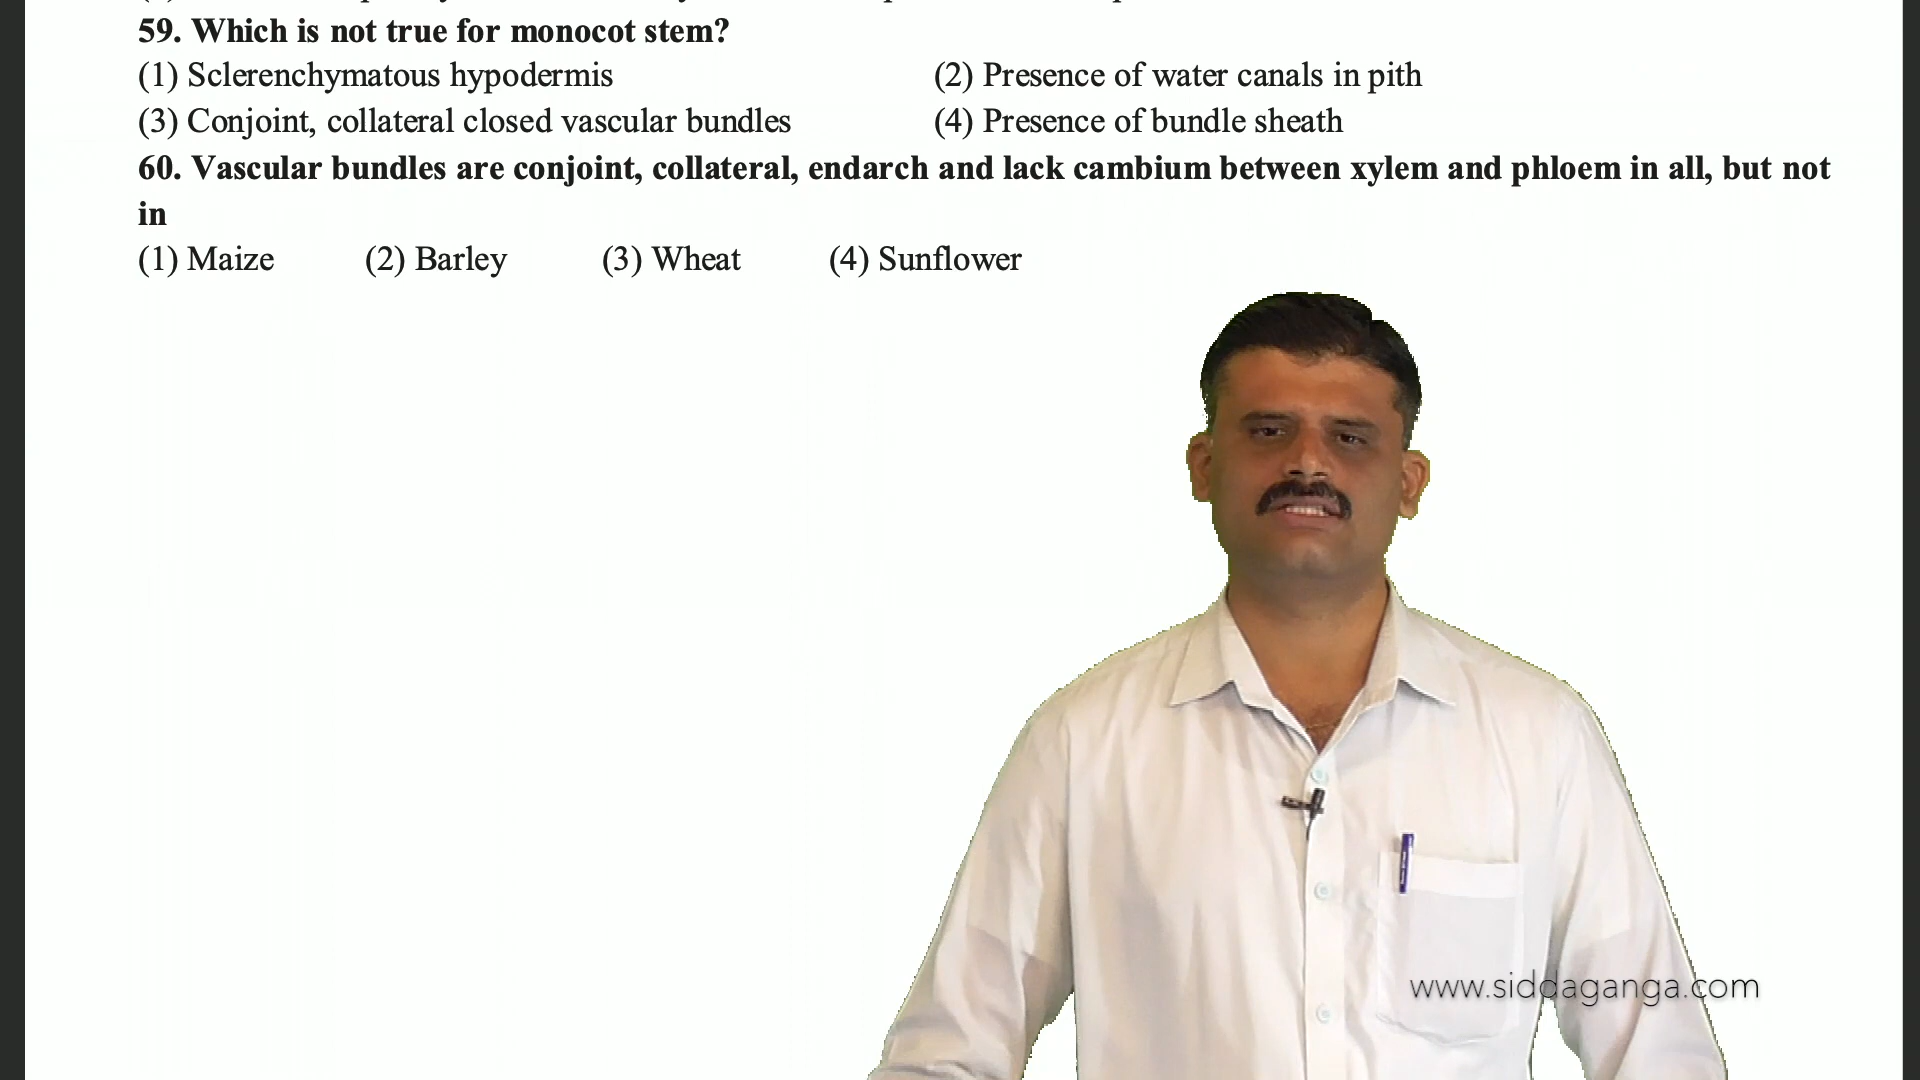 59. Which is not true for monocot stem?
(1) Sclerenchymatous hypodermis (2) Presence of water canals in pith
(3) Conjoint, collateral closed vascular bundles (4) Presence of bundle sheath
60. Vascular bundles are conjoint, collateral, endarch and lack cambium between xylem and phloem in all, but not
in
(1) Maize (2) Barley (3) Wheat (4) Sunflower
www.siddaganga.com